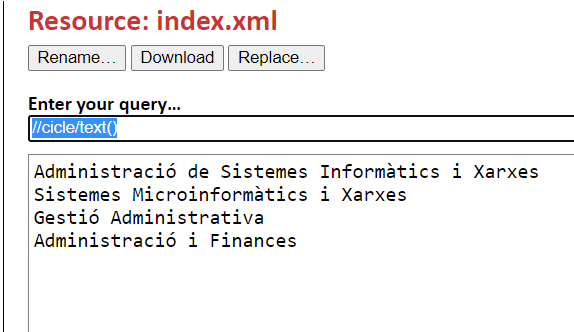 Resource: index.xml
Rename... Download Replace...
Enter your query...
//cicle/text()
Administració de Sistemes Informàtics i Xarxes
Sistemes Microinformàtics i Xarxes
Gestió Administrativa
Administració i Finances